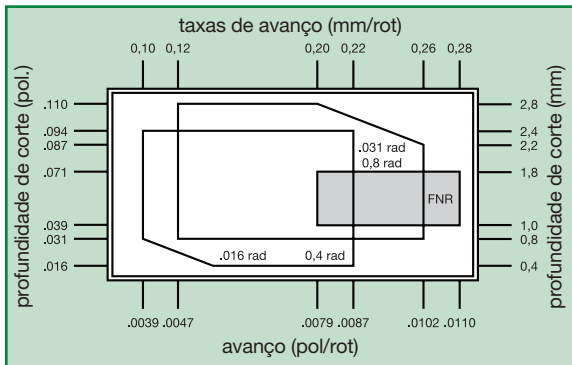 taxas de avanço (mm/rot)
0,10 0,12 0,20 0,22 0,26 0,28
profundidade de corte (pol.)
.110
.094
.087
.071
.039
.031
.016
.031 rad
0,8 rad
FNR
.016 rad 0,4 rad
2,8
2,4
2,2
1,8
1,0
0,8
0,4
profundidade de corte (mm)
.0039 .0047 .0079 .0087 .0102 .0110
avanço (pol/rot)